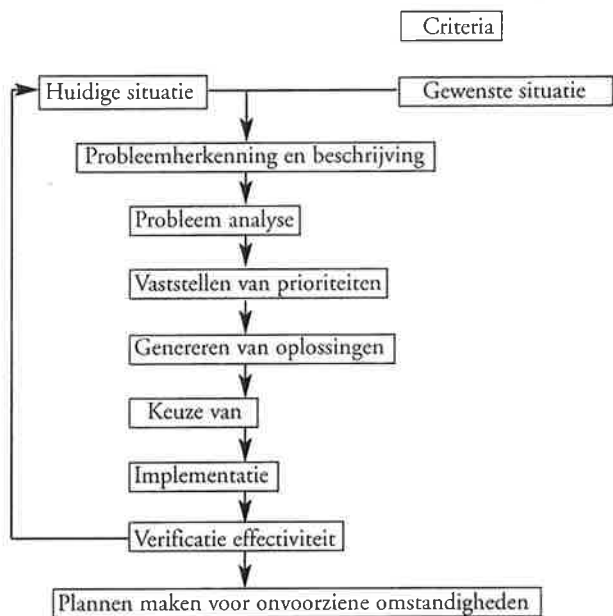 Criteria
Huidige situatie
Gewenste situatie
Probleemherkenning en beschrijving
Probleem analyse
Vaststellen van prioriteiten
Genereren van oplossingen
Keuze van
Implementatie
Verificatie effectiviteit
Plannen maken voor onvoorziene omstandigheden